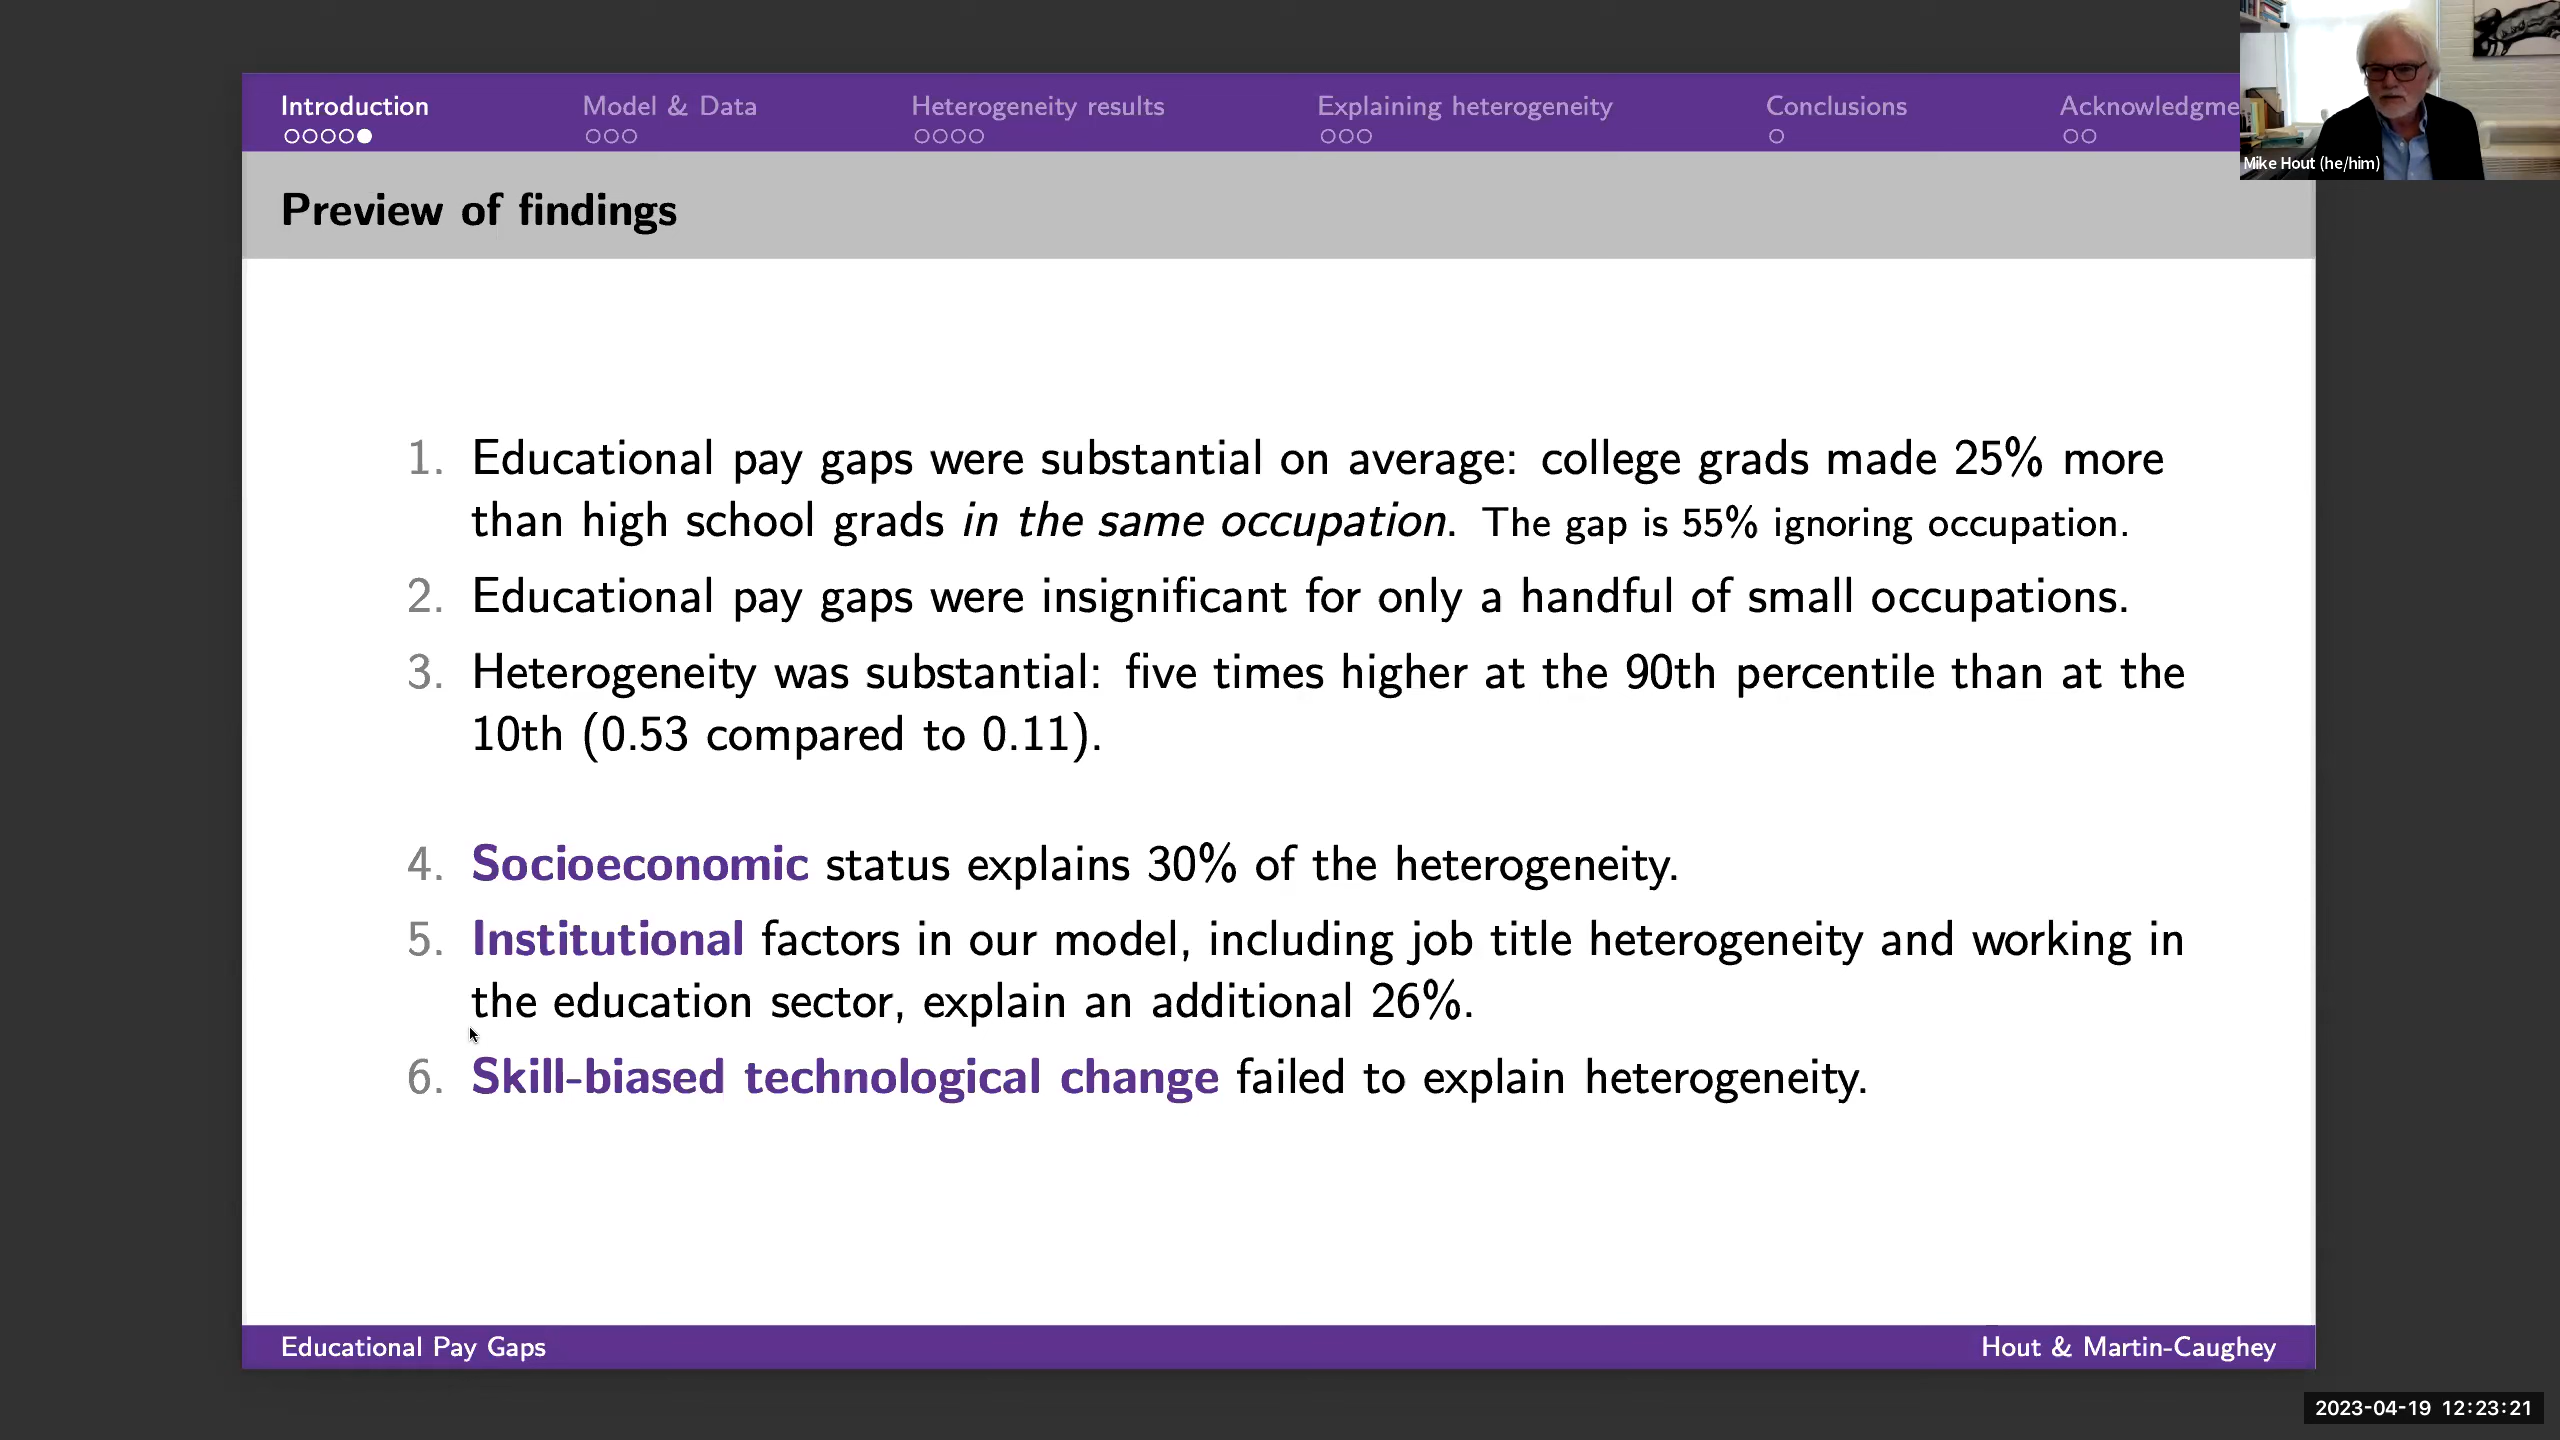 Introduction
Model & Data
Heterogeneity results
Explaining heterogeneity
Conclusions
Acknowledgme
Mike Hout (he/him)
Preview of findings
1. Educational pay gaps were substantial on average: college grads made 25% more
than high school grads in the same occupation. The gap is 55% ignoring occupation.
2. Educational pay gaps were insignificant for only a handful of small occupations.
3. Heterogeneity was substantial: five times higher at the 90th percentile than at the
10th (0.53 compared to 0.11).
4. Socioeconomic status explains 30% of the heterogeneity.
5. Institutional factors in our model, including job title heterogeneity and working in
the education sector, explain an additional 26%.
6. Skill-biased technological change failed to explain heterogeneity.
Educational Pay Gaps
Hout & Martin-Caughey
2023-04-19 12:23:21